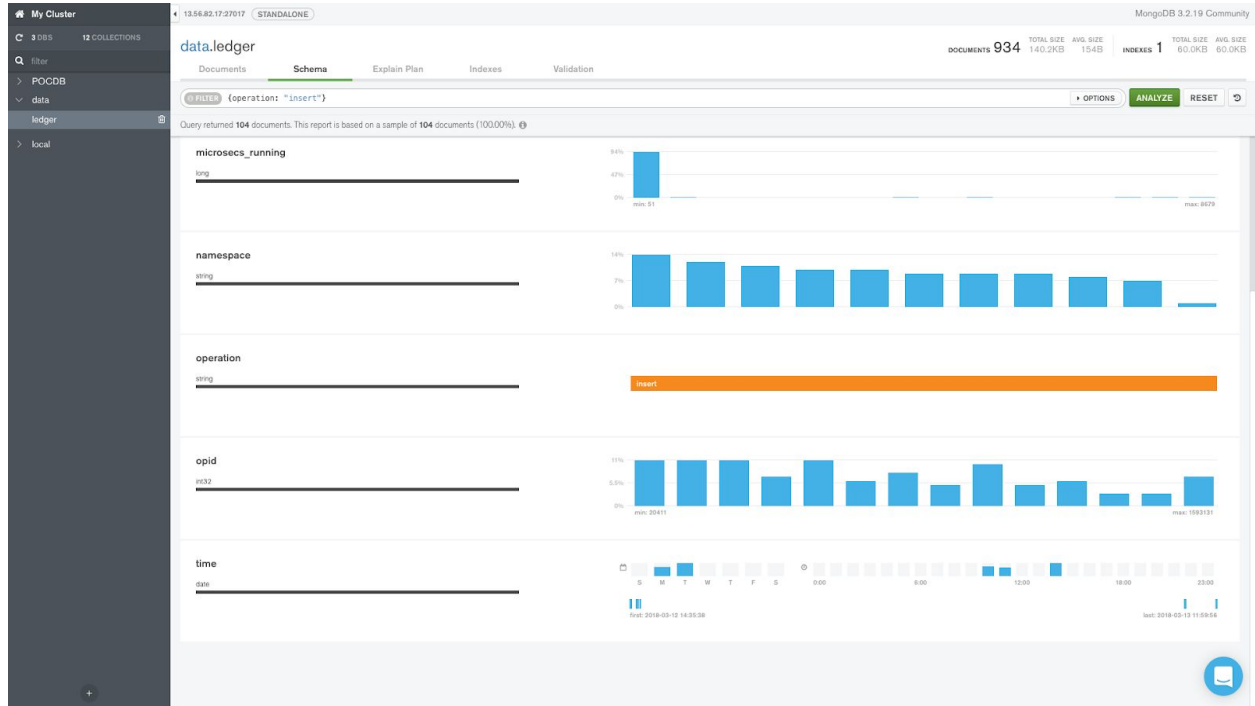 My Cluster
3 DBS 12 COLLECTIONS
filter
POCDB
data
ledger
local
13.56.82.17:27017 STANDALONE MongoDB 3.2.19 Community
data.ledger
DOCUMENTS 934 TOTAL SIZE 140.2KB AVG. SIZE 154B INDEXES 1 TOTAL SIZE 60.0KB AVG. SIZE 60.0KB
Documents Schema Explain Plan Indexes Validation
FILTER {operation: "insert"} OPTIONS ANALYZE RESET
Query returned 104 documents. This report is based on a sample of 104 documents (100.00%).
microsecs_running
long
94%
47%
0%
min: 51 max: 8675
namespace
string
14%
7%
0%
operation
string
insert
opid
int32
11%
5.5%
0%
min: 20411 max: 1593131
time
date
S M T W T F S 0:00 6:00 12:00 18:00 23:00
first: 2018-03-12 14:35:38 last: 2018-03-13 11:59:56